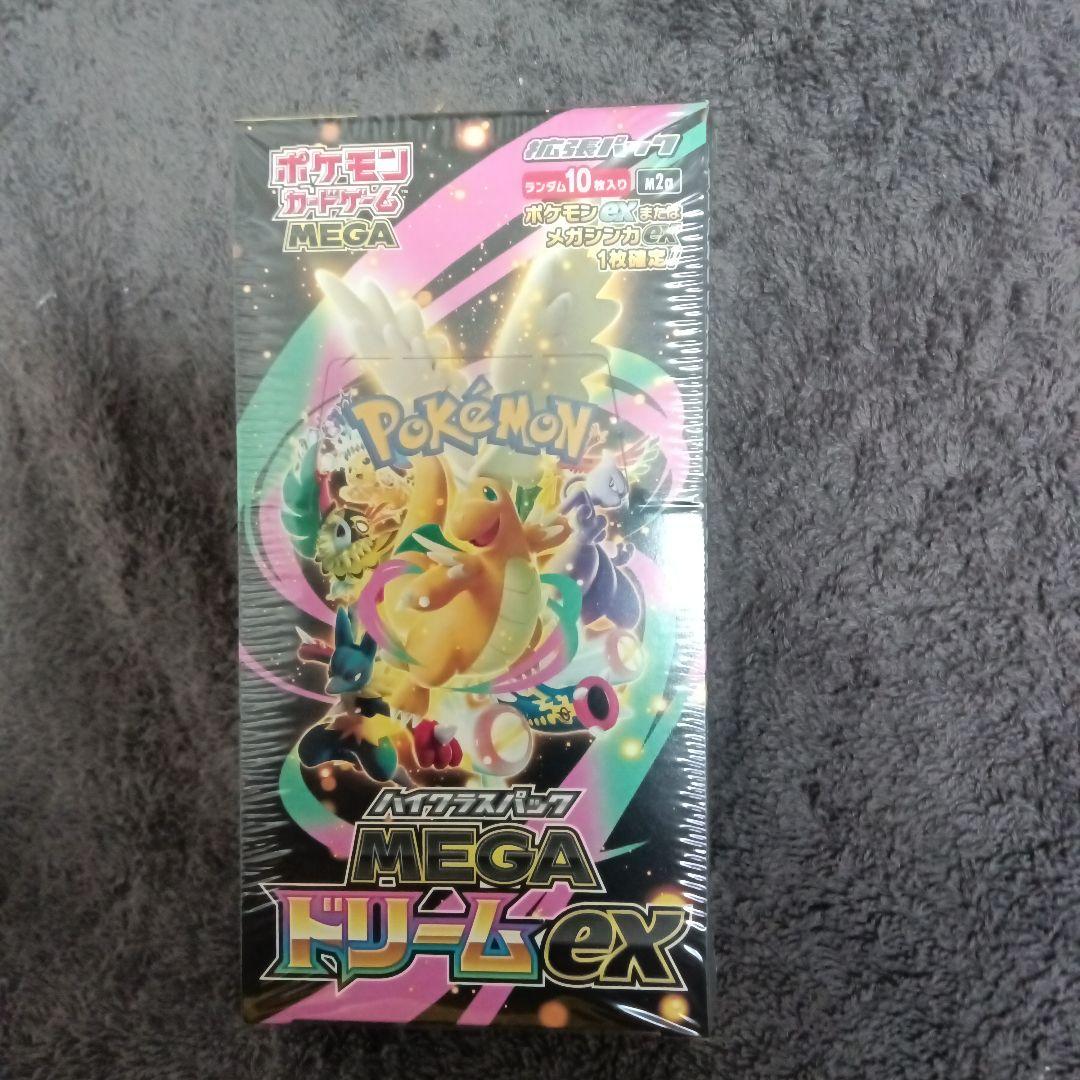 ポケモン
カードゲーム™
MEGA
拡張パック
ランダム10枚入り M2a
ポケモンexまたは
メガシンカex
1枚確定!
POKéMON
ハイクラスパック
MEGA
ドリームex